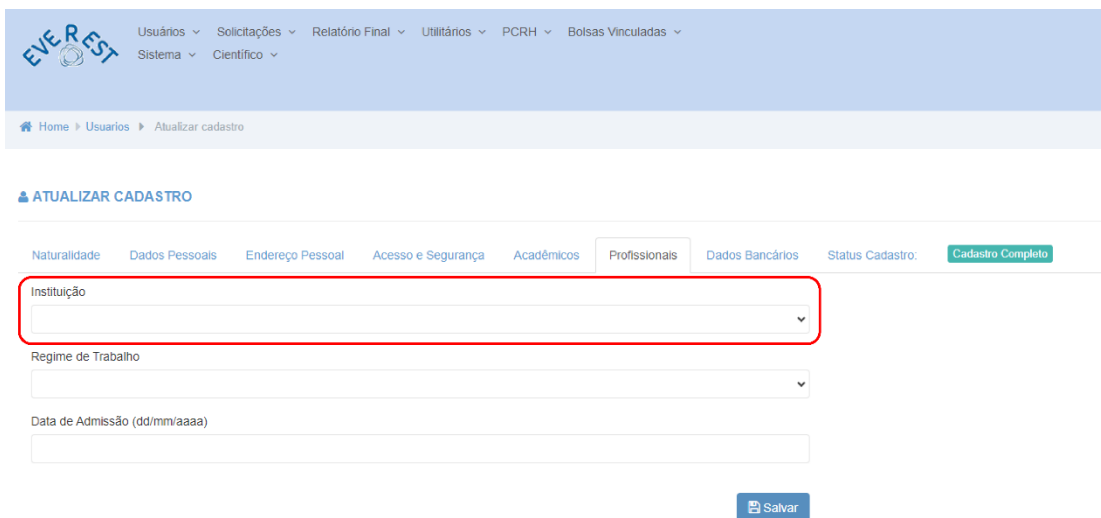 EVEREST
Usuários Solicitações Relatório Final Utilitários PCRH Bolsas Vinculadas
Sistema Científico
Home Usuarios Atualizar cadastro
ATUALIZAR CADASTRO
Naturalidade Dados Pessoais Endereço Pessoal Acesso e Segurança Acadêmicos Profissionais Dados Bancários Status Cadastro: Cadastro Completo
Instituição
Regime de Trabalho
Data de Admissão (dd/mm/aaaa)
Salvar